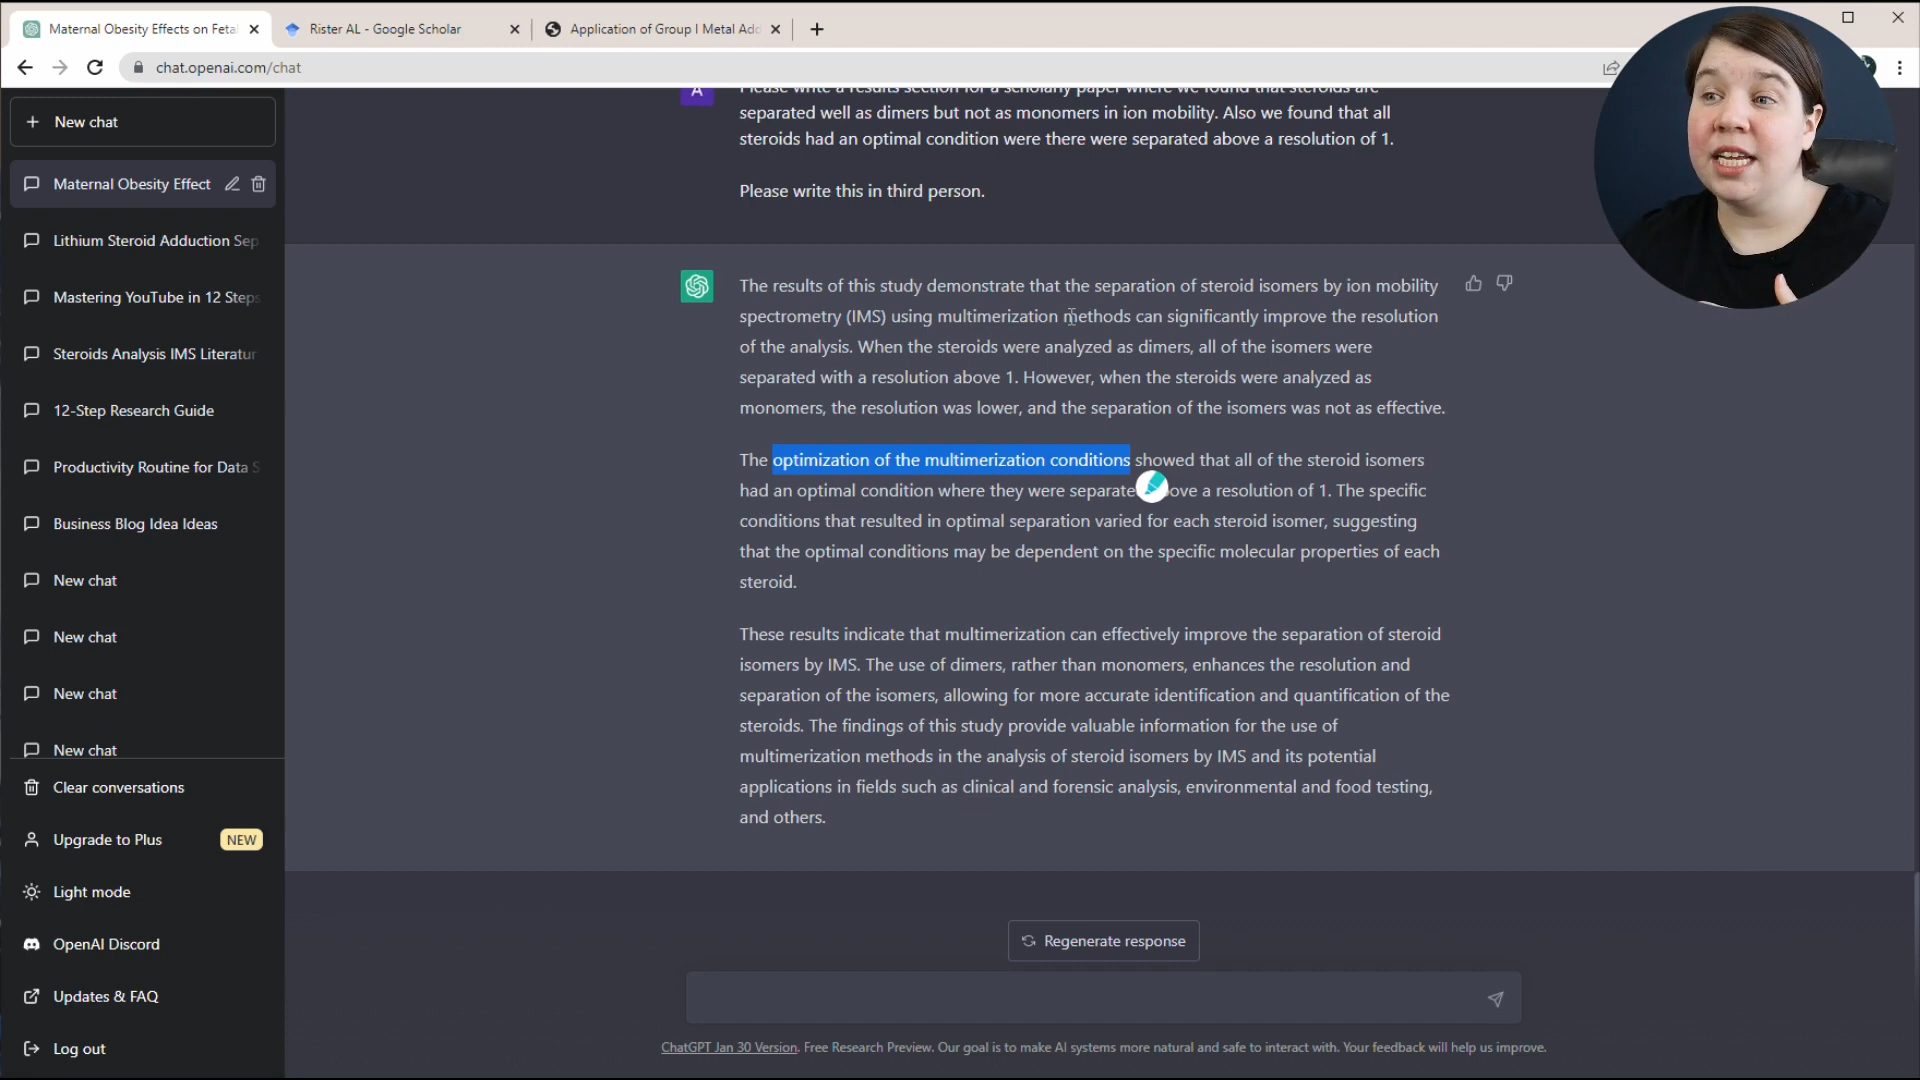 Maternal Obesity Effects on Feta
Rister AL - Google Scholar
Application of Group I Metal Add
chat.openai.com/chat
New chat
Maternal Obesity Effect
Lithium Steroid Adduction Sep
Mastering YouTube in 12 Steps
Steroids Analysis IMS Literatur
12-Step Research Guide
Productivity Routine for Data S
Business Blog Idea Ideas
New chat
New chat
New chat
New chat
Clear conversations
Upgrade to Plus NEW
Light mode
OpenAI Discord
Updates & FAQ
Log out
A
Please write a results section for a scholarly paper where we found that steroids are
separated well as dimers but not as monomers in ion mobility. Also we found that all
steroids had an optimal condition were there were separated above a resolution of 1.
Please write this in third person.
The results of this study demonstrate that the separation of steroid isomers by ion mobility
spectrometry (IMS) using multimerization methods can significantly improve the resolution
of the analysis. When the steroids were analyzed as dimers, all of the isomers were
separated with a resolution above 1. However, when the steroids were analyzed as
monomers, the resolution was lower, and the separation of the isomers was not as effective.
The optimization of the multimerization conditions showed that all of the steroid isomers
had an optimal condition where they were separate ove a resolution of 1. The specific
conditions that resulted in optimal separation varied for each steroid isomer, suggesting
that the optimal conditions may be dependent on the specific molecular properties of each
steroid.
These results indicate that multimerization can effectively improve the separation of steroid
isomers by IMS. The use of dimers, rather than monomers, enhances the resolution and
separation of the isomers, allowing for more accurate identification and quantification of the
steroids. The findings of this study provide valuable information for the use of
multimerization methods in the analysis of steroid isomers by IMS and its potential
applications in fields such as clinical and forensic analysis, environmental and food testing,
and others.
Regenerate response
ChatGPT Jan 30 Version. Free Research Preview. Our goal is to make AI systems more natural and safe to interact with. Your feedback will help us improve.